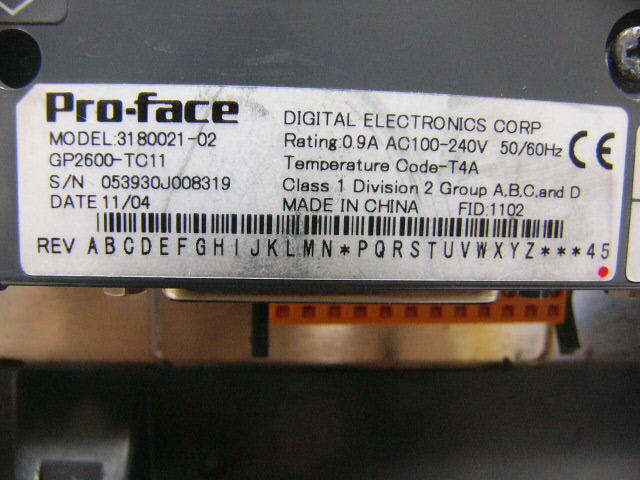 Pro-face
MODEL:3180021-02
GP2600-TC11
S/N 053930J008319
DATE 11/04
DIGITAL ELECTRONICS CORP
Rating:0.9A AC100-240V 50/60Hz
CE
Temperature Code-T4A
Class 1 Division 2 Group A,B,C,and D
MADE IN CHINA FID:1102
REV A B C D E F G H I J K L M N * P Q R S T U V W X Y Z * * * 4 5